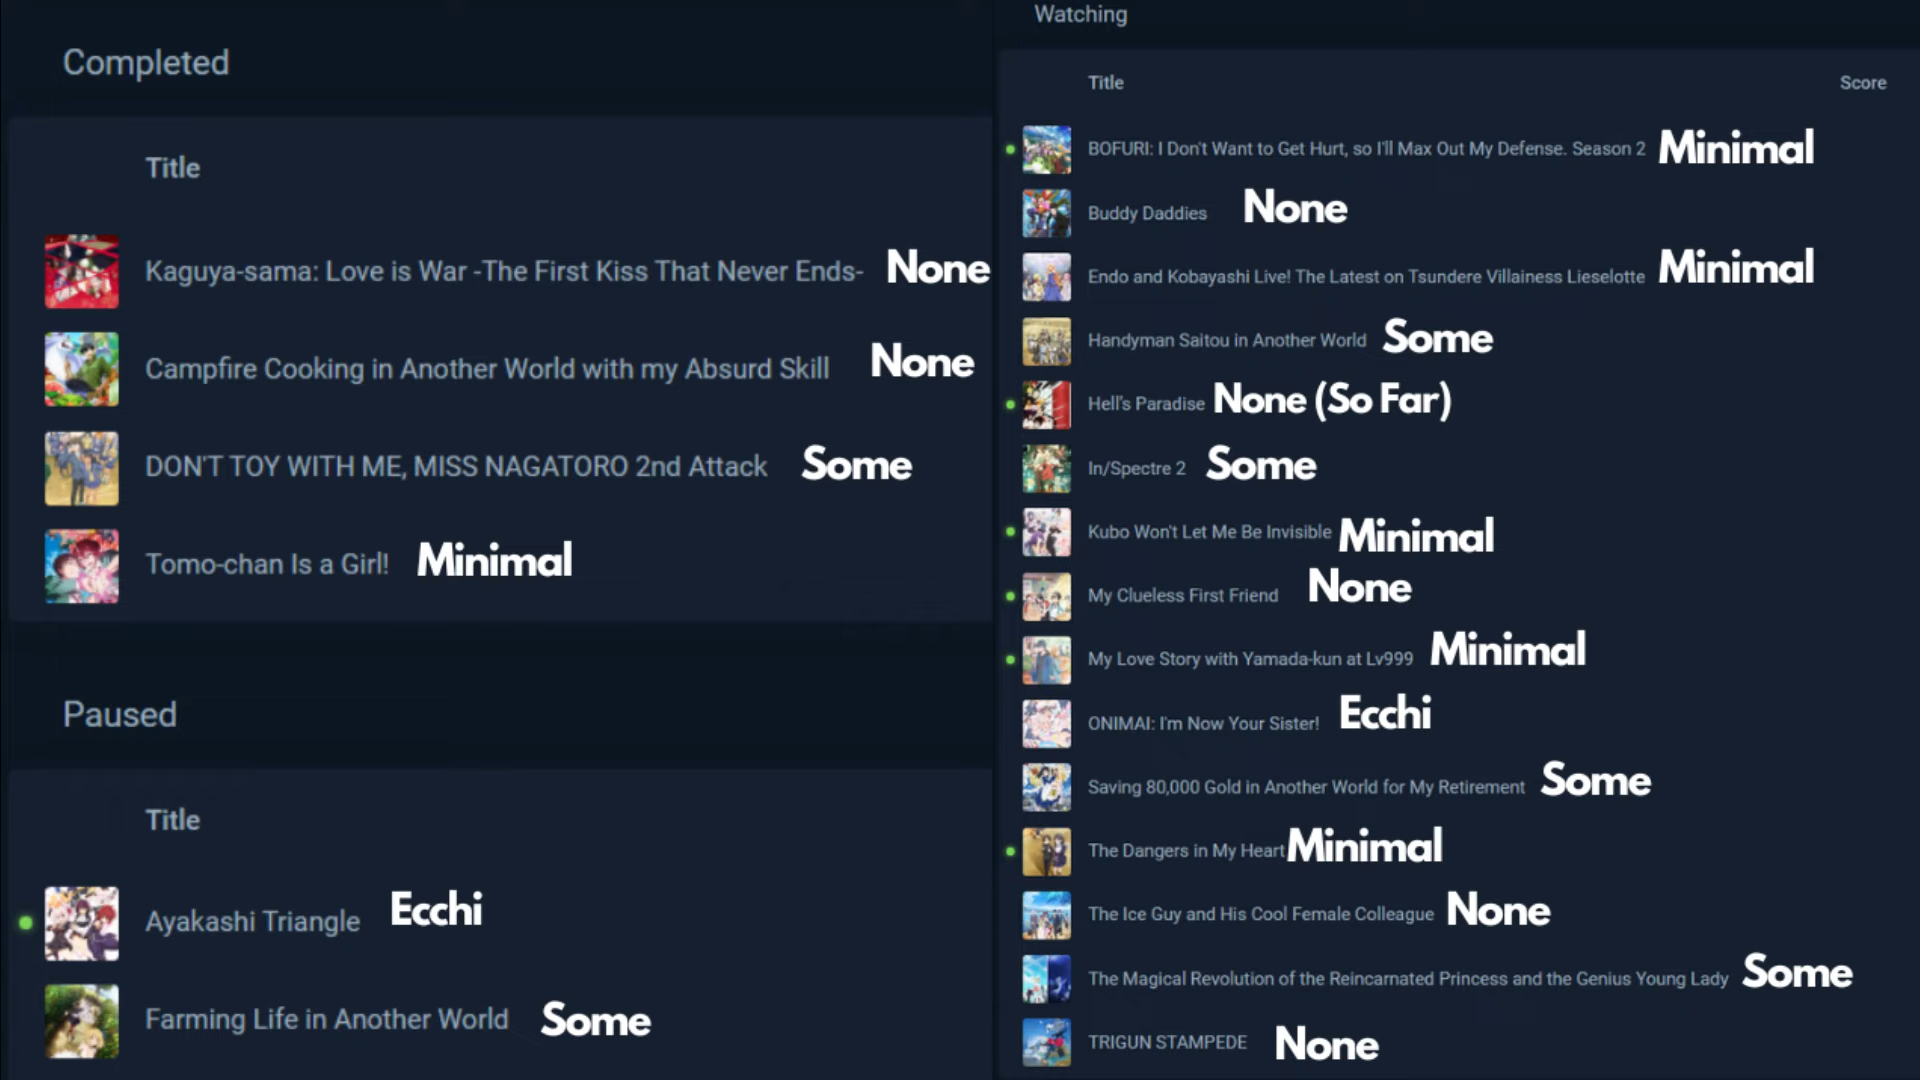 Completed
Title
Kaguya-sama: Love is War -The First Kiss That Never Ends- None
Campfire Cooking in Another World with my Absurd Skill None
DON'T TOY WITH ME, MISS NAGATORO 2nd Attack Some
Tomo-chan Is a Girl! Minimal
Paused
Title
Ayakashi Triangle Ecchi
Farming Life in Another World Some
Watching
Title Score
BOFURI: I Don't Want to Get Hurt, so I'll Max Out My Defense. Season 2 Minimal
Buddy Daddies None
Endo and Kobayashi Live! The Latest on Tsundere Villainess Lieselotte Minimal
Handyman Saitou in Another World Some
Hell's Paradise None (So Far)
In/Spectre 2 Some
Kubo Won't Let Me Be Invisible Minimal
My Clueless First Friend None
My Love Story with Yamada-kun at Lv999 Minimal
ONIMAI: I'm Now Your Sister! Ecchi
Saving 80,000 Gold in Another World for My Retirement Some
The Dangers in My Heart Minimal
The Ice Guy and His Cool Female Colleague None
The Magical Revolution of the Reincarnated Princess and the Genius Young Lady Some
TRIGUN STAMPEDE None